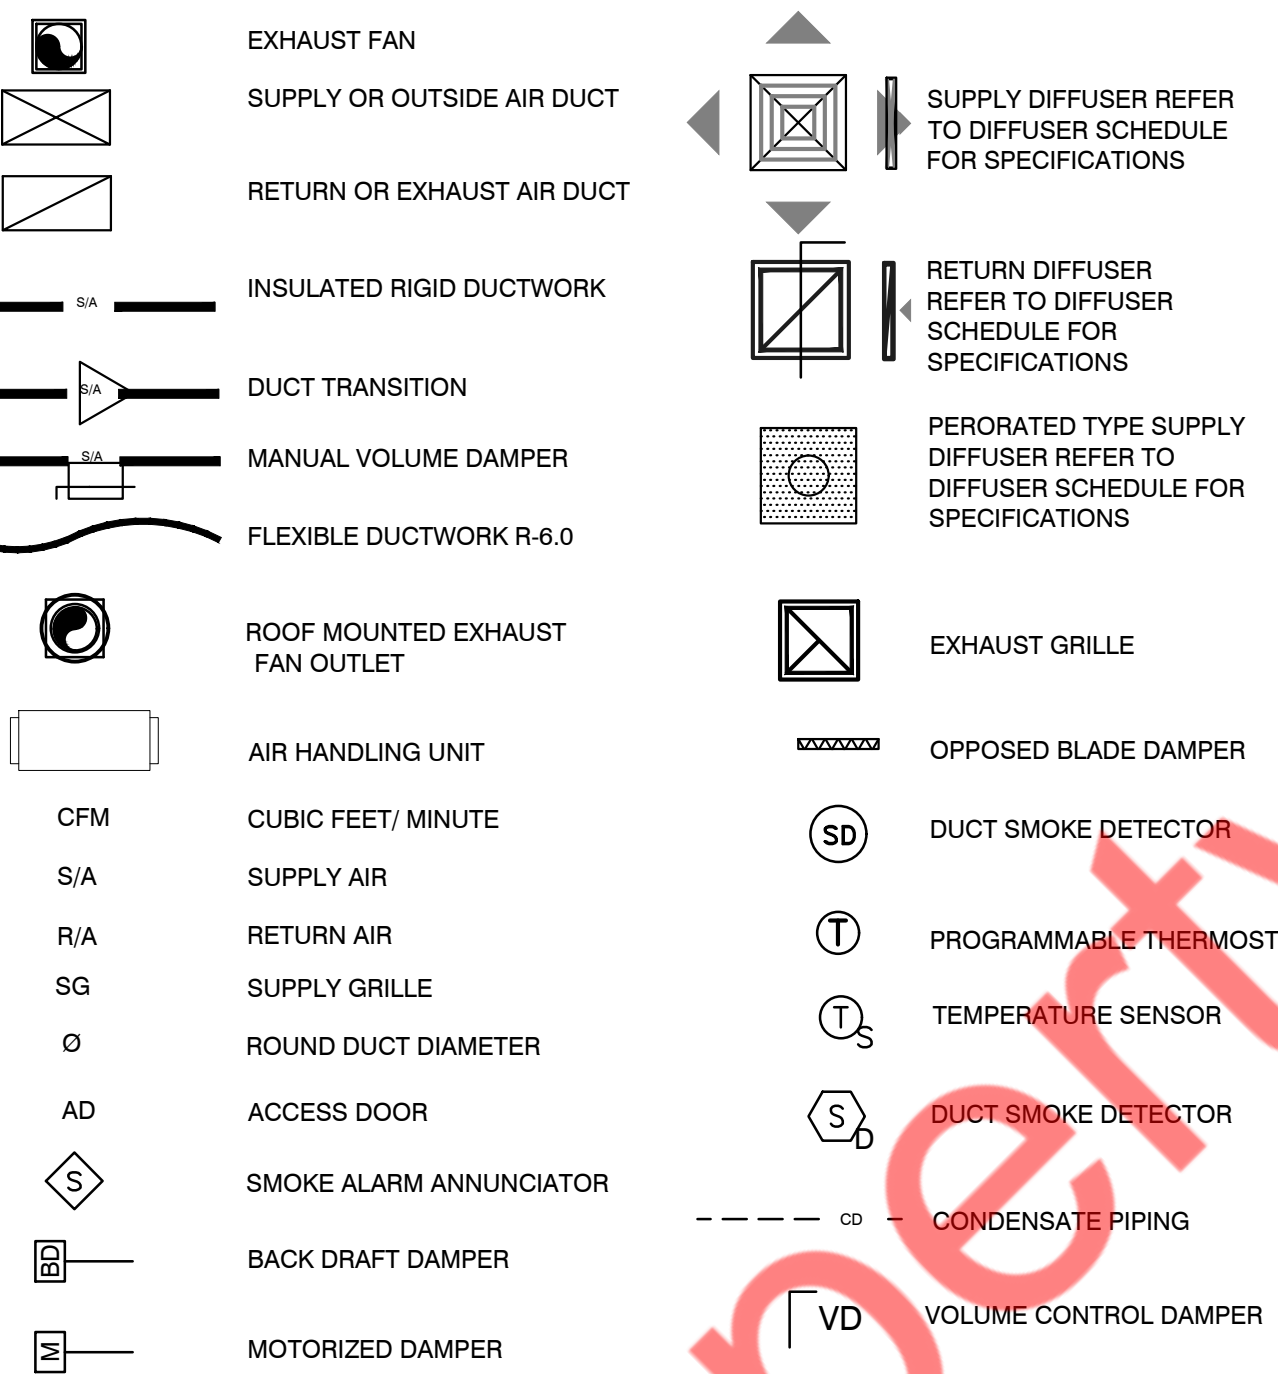 EXHAUST FAN
SUPPLY OR OUTSIDE AIR DUCT
RETURN OR EXHAUST AIR DUCT
S/A
INSULATED RIGID DUCTWORK
S/A
DUCT TRANSITION
S/A
MANUAL VOLUME DAMPER
FLEXIBLE DUCTWORK R-6.0
ROOF MOUNTED EXHAUST
FAN OUTLET
AIR HANDLING UNIT
CFM CUBIC FEET/ MINUTE
S/A SUPPLY AIR
R/A RETURN AIR
SG SUPPLY GRILLE
Ø ROUND DUCT DIAMETER
AD ACCESS DOOR
S SMOKE ALARM ANNUNCIATOR
BD BACK DRAFT DAMPER
M MOTORIZED DAMPER
SUPPLY DIFFUSER REFER
TO DIFFUSER SCHEDULE
FOR SPECIFICATIONS
RETURN DIFFUSER
REFER TO DIFFUSER
SCHEDULE FOR
SPECIFICATIONS
PERORATED TYPE SUPPLY
DIFFUSER REFER TO
DIFFUSER SCHEDULE FOR
SPECIFICATIONS
EXHAUST GRILLE
OPPOSED BLADE DAMPER
SD DUCT SMOKE DETECTOR
T PROGRAMMABLE THERMOST
T S TEMPERATURE SENSOR
S D DUCT SMOKE DETECTOR
CD CONDENSATE PIPING
VD VOLUME CONTROL DAMPER
perty